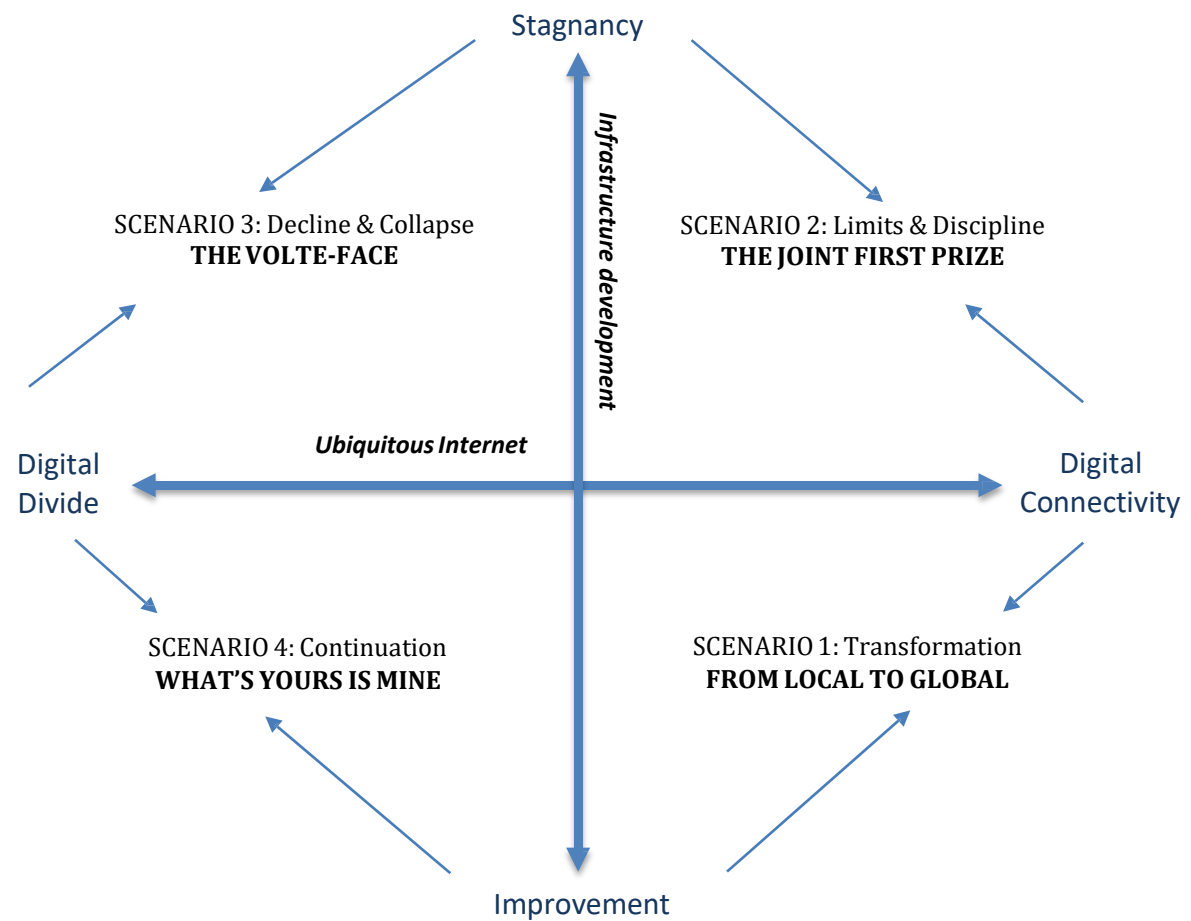 Stagnancy
Infrastructure development
SCENARIO 3: Decline & Collapse
THE VOLTE-FACE
SCENARIO 2: Limits & Discipline
THE JOINT FIRST PRIZE
Ubiquitous Internet
Digital
Divide
Digital
Connectivity
SCENARIO 4: Continuation
WHAT'S YOURS IS MINE
SCENARIO 1: Transformation
FROM LOCAL TO GLOBAL
Improvement